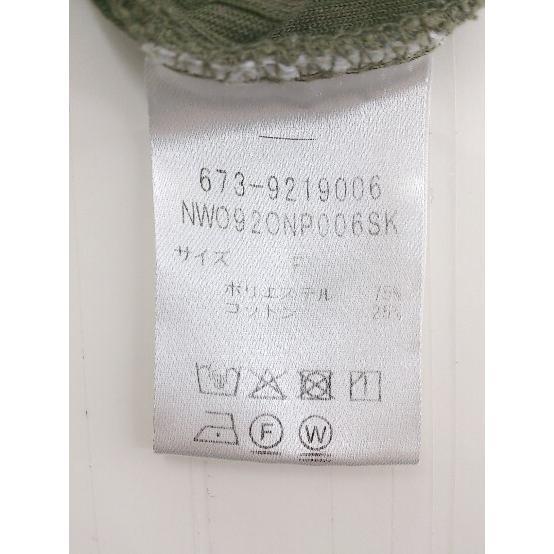 673-9219006
NW0920NP006SK
サイズ F
ポリエステル 75%
コットン 25%
F W